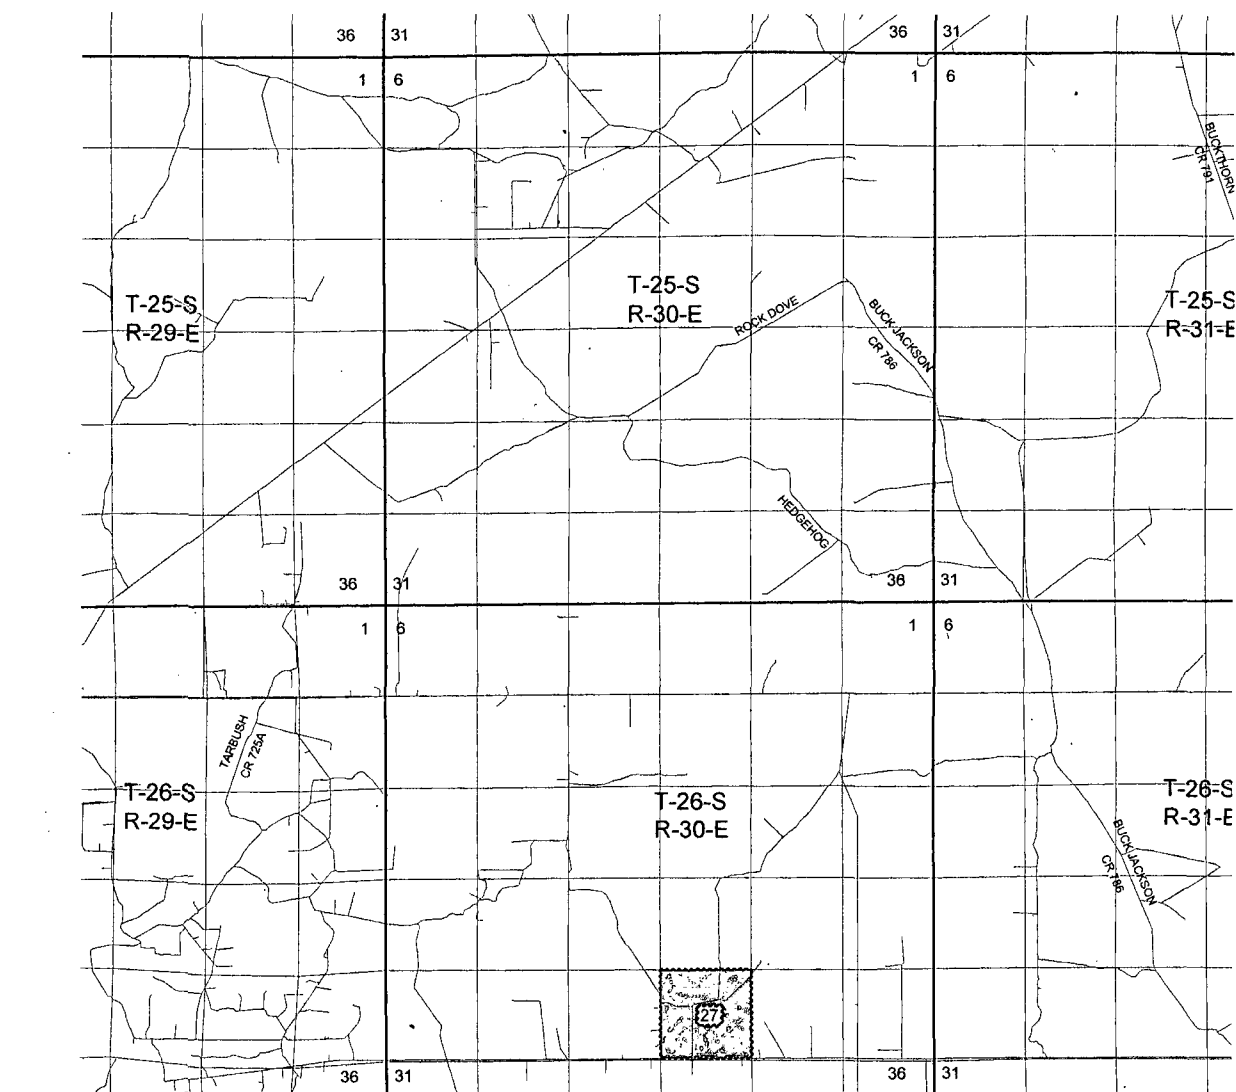 36 31
36 31
1 6
1 6
BUCKTHORN
CR 791
T-25-S
R-29-E
T-25-S
R-30-E
T-25-S
R-31-E
ROCK DOVE
BUCK JACKSON
CR 786
HEDGEHOG
36 31
36 31
1 6
1 6
TARBUSH
CR 725A
T-26-S
R-29-E
T-26-S
R-30-E
T-26-S
R-31-E
BUCK JACKSON
CR 786
27
36 31
36 31